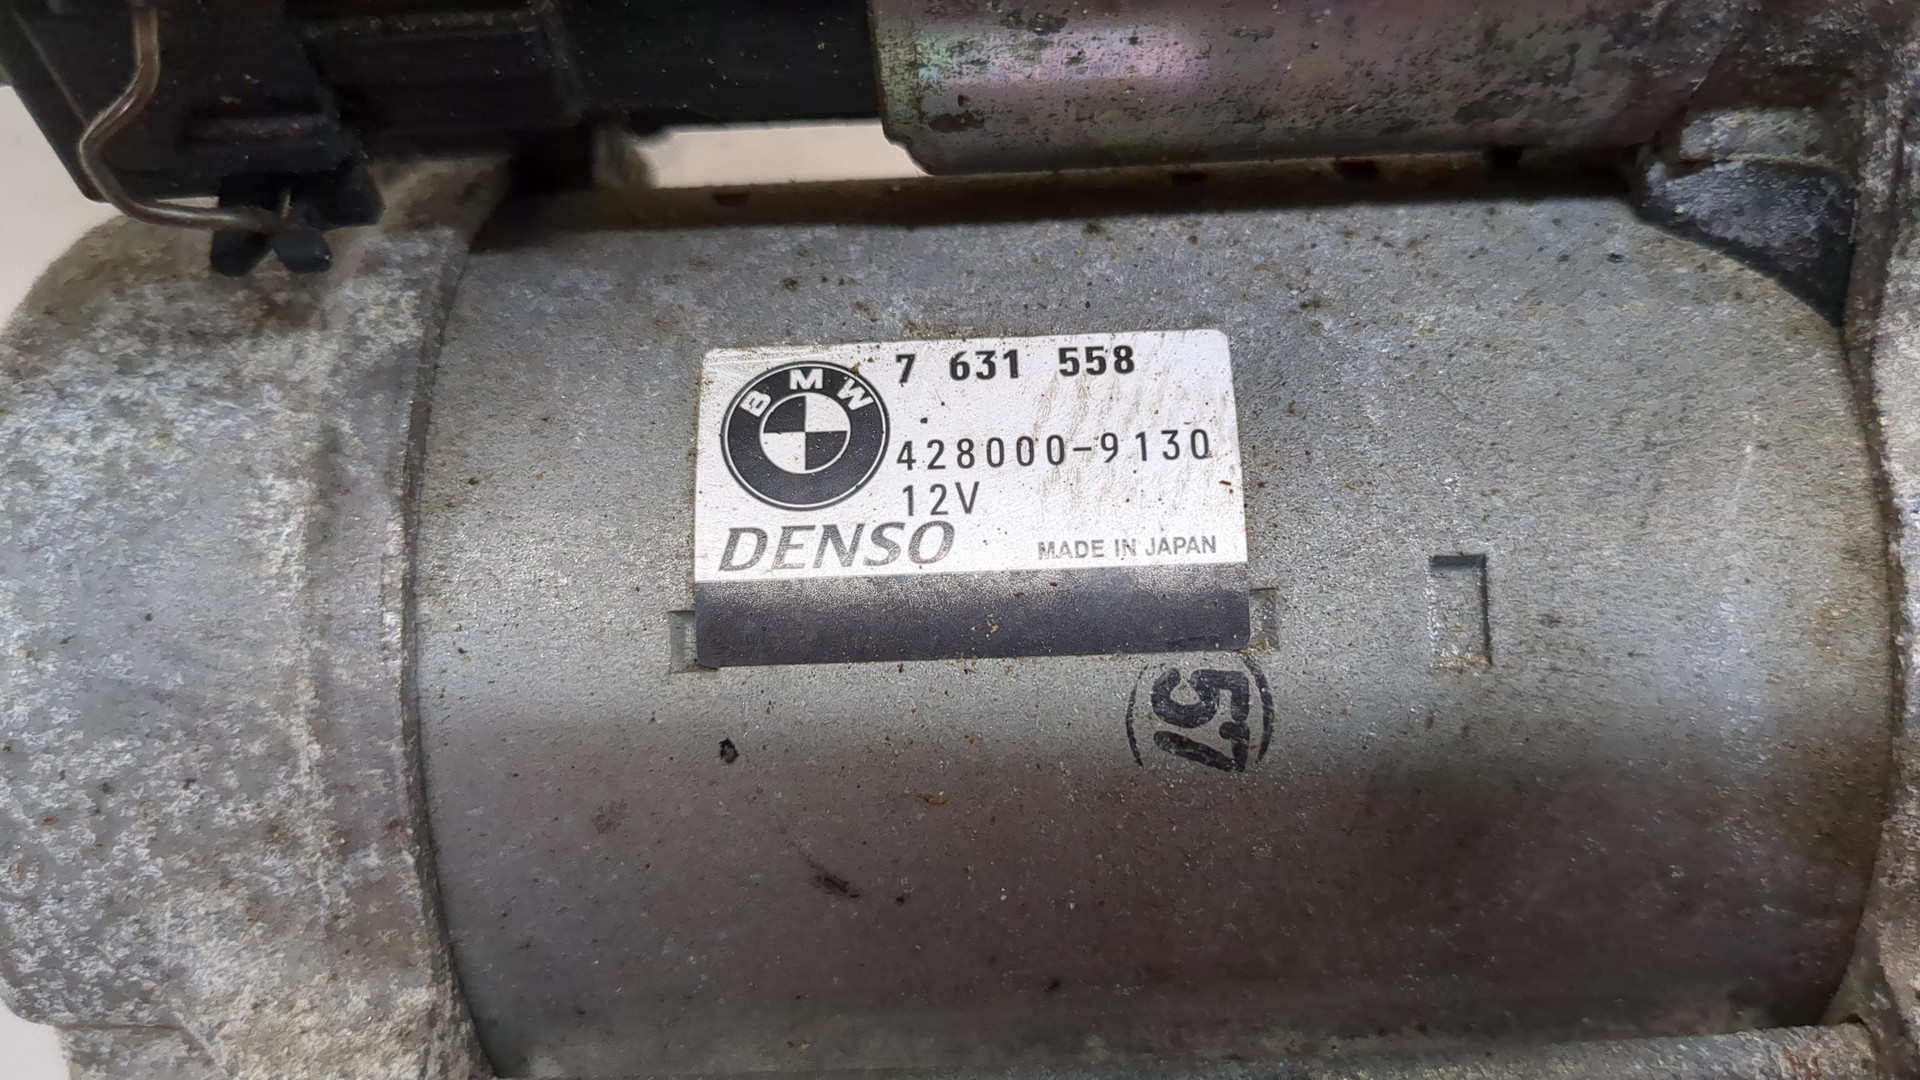 7 631 558
BMW
428000-9130
12V
DENSO
MADE IN JAPAN
57